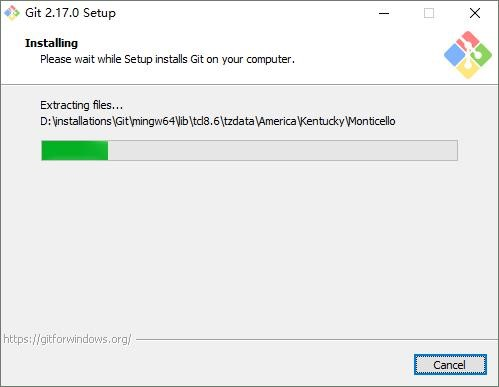 Git 2.17.0 Setup
Installing
Please wait while Setup installs Git on your computer.
Extracting files...
D:\installations\Git\mingw64\lib\tcl8.6\tzdata\America\Kentucky\Monticello
https://gitforwindows.org/
Cancel